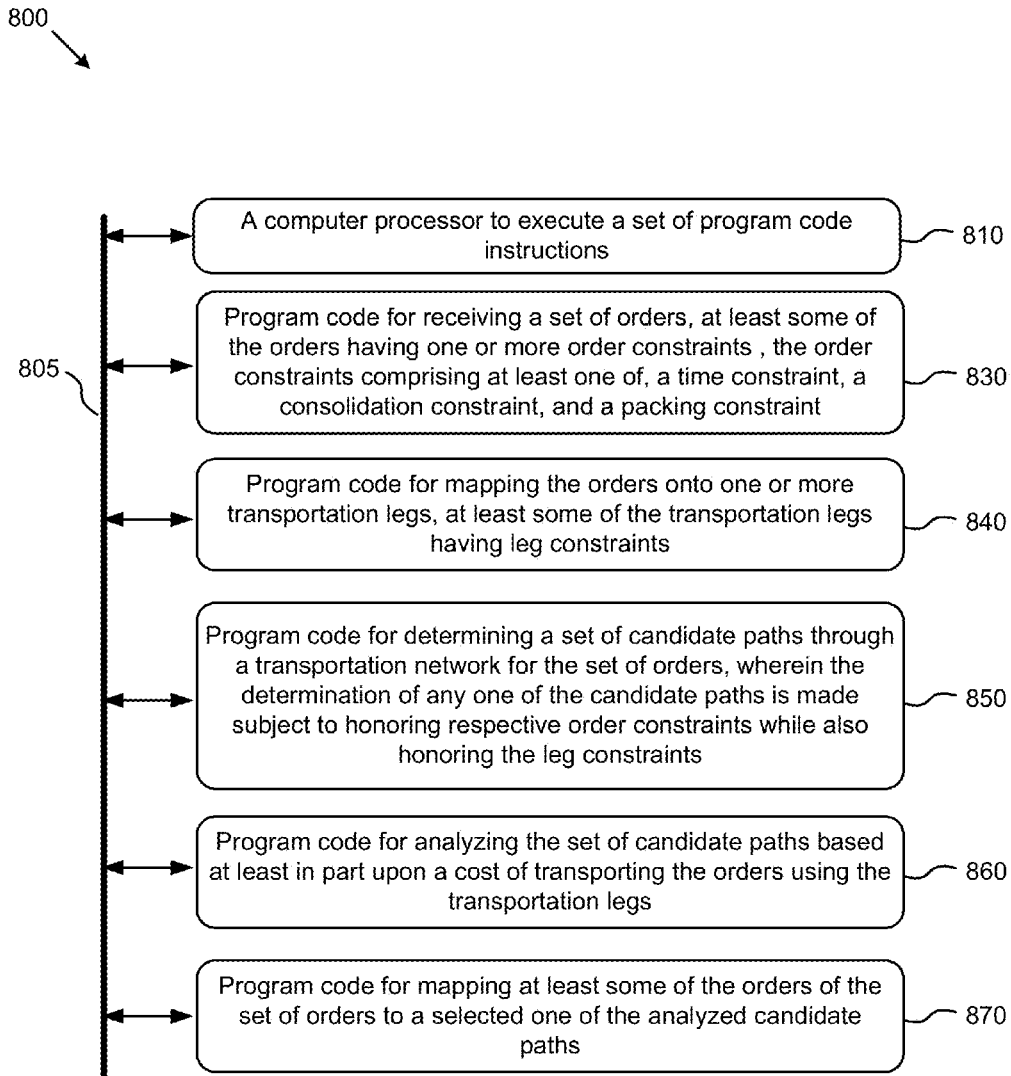 800
A computer processor to execute a set of program code
instructions
810
Program code for receiving a set of orders, at least some of
the orders having one or more order constraints , the order
constraints comprising at least one of, a time constraint, a
consolidation constraint, and a packing constraint
805
830
Program code for mapping the orders onto one or more
transportation legs, at least some of the transportation legs
having leg constraints
840
Program code for determining a set of candidate paths through
a transportation network for the set of orders, wherein the
determination of any one of the candidate paths is made
subject to honoring respective order constraints while also
honoring the leg constraints
850
Program code for analyzing the set of candidate paths based
at least in part upon a cost of transporting the orders using the
transportation legs
860
Program code for mapping at least some of the orders of the
set of orders to a selected one of the analyzed candidate
paths
870